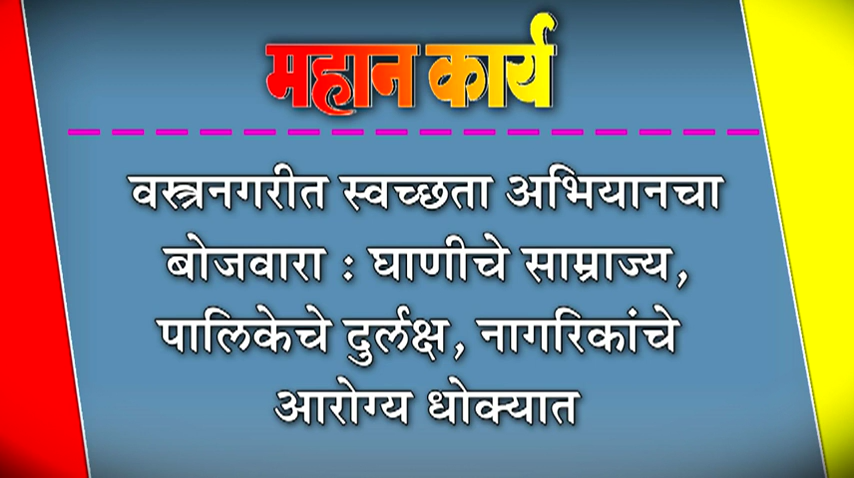 महान कार्य
वस्त्रनगरीत स्वच्छता अभियानचा
बोजवारा : घाणीचे साम्राज्य,
पालिकेचे दुर्लक्ष, नागरिकांचे
आरोग्य धोक्यात